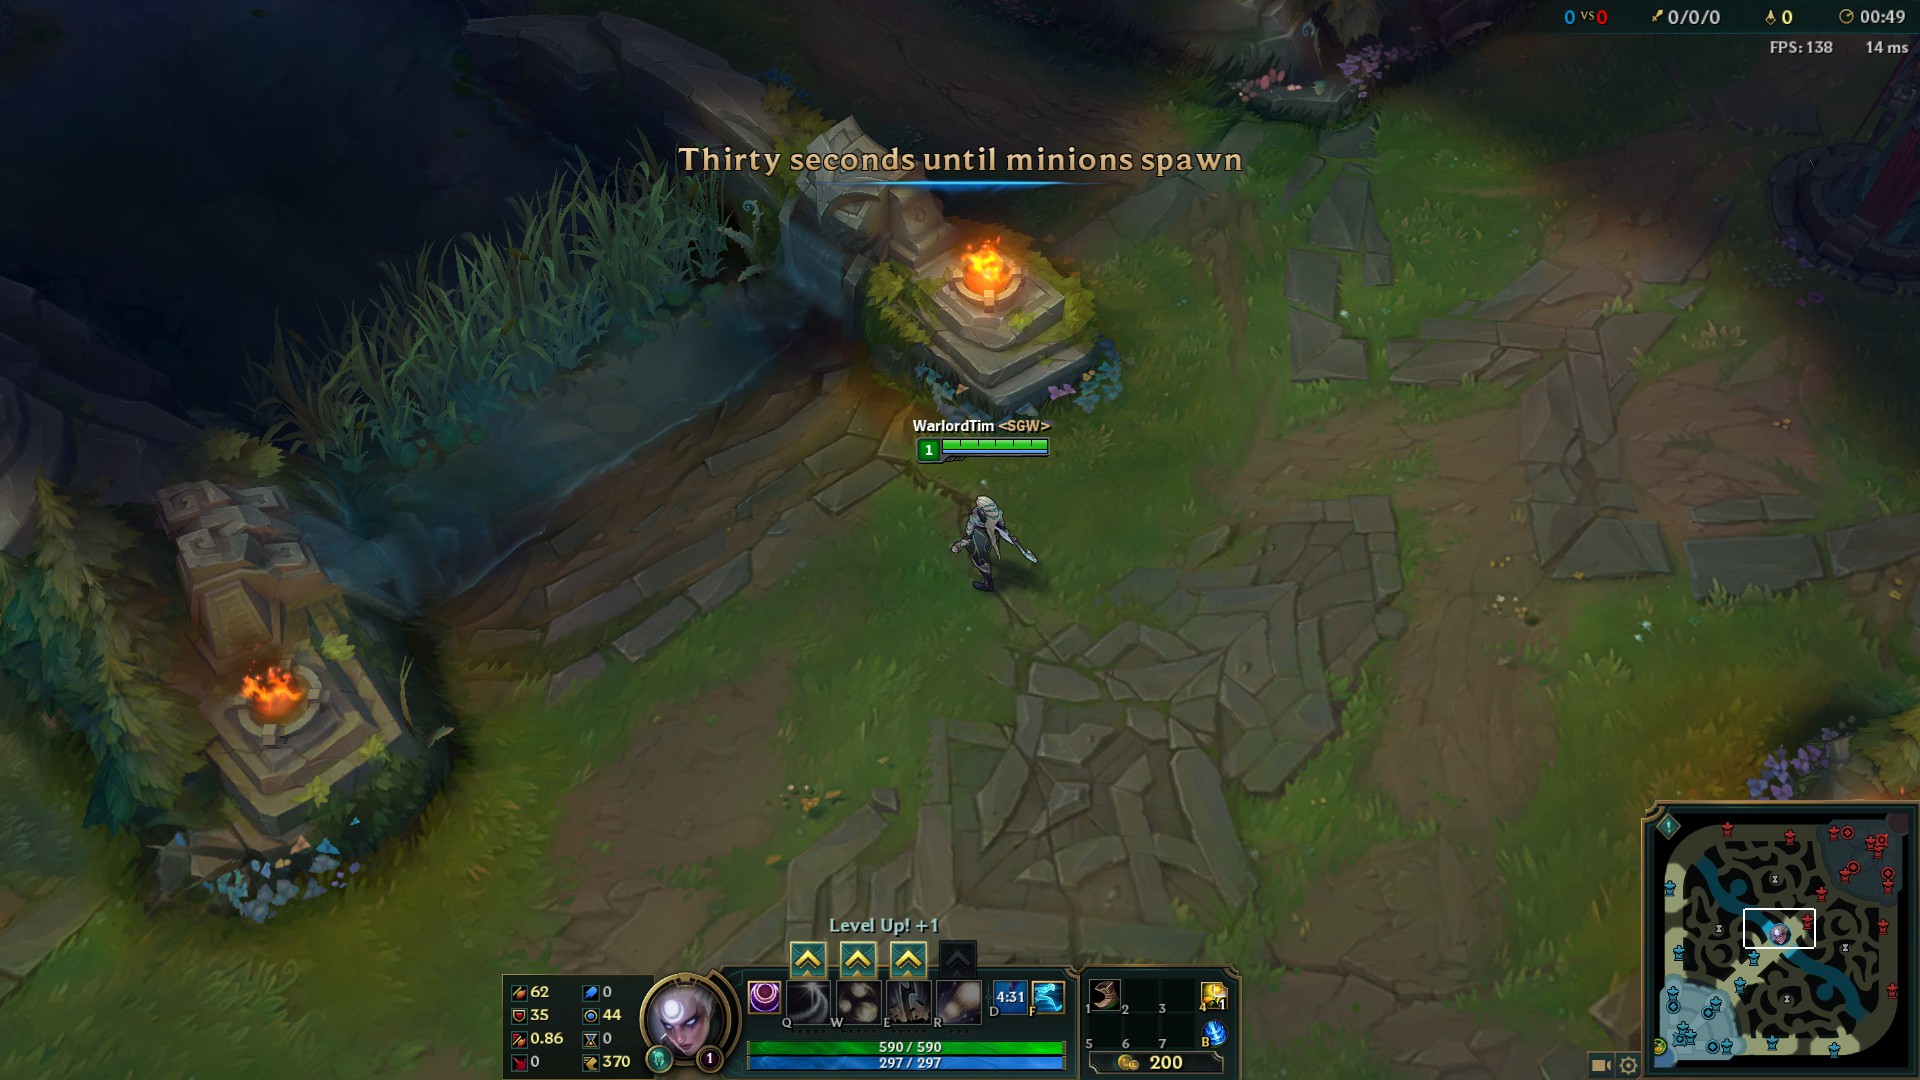 0 VS 0 0/0/0 0 00:49
FPS: 138 14 ms
Thirty seconds until minions spawn
WarlordTim <SGW>
1
Level Up! +1
62 0
35 44
0.86 0
0 370
1
Q W E R
4:31
D F
1 2 3 4 1
5 6 7 B
590 / 590
297 / 297
200